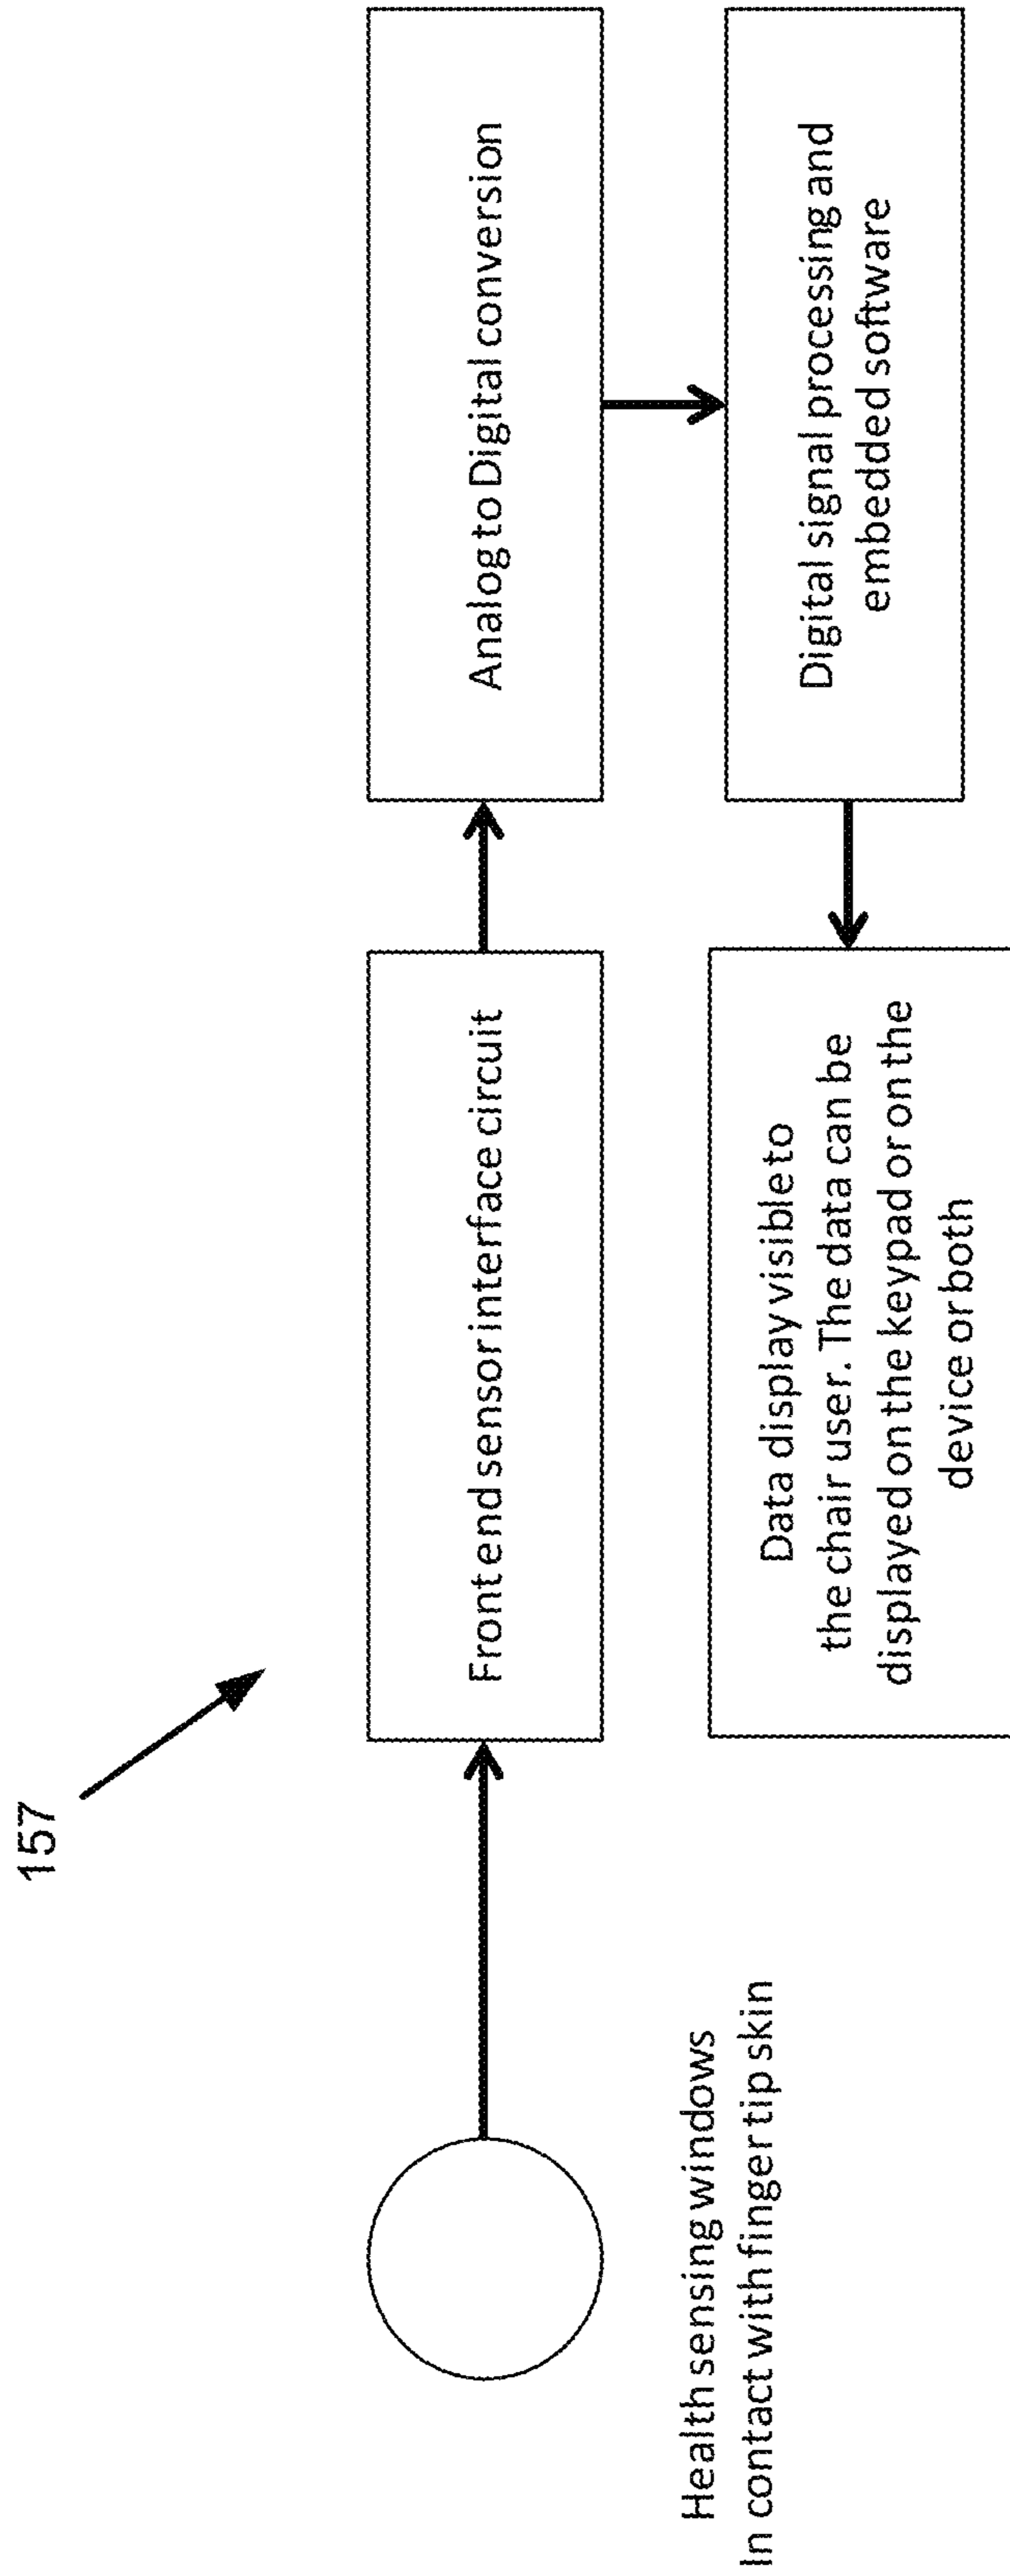 157
Health sensing windows
In contact with finger tip skin
Front end sensor interface circuit
Analog to Digital conversion
Digital signal processing and
embedded software
Data display visible to
the chair user. The data can be
displayed on the keypad or on the
device or both